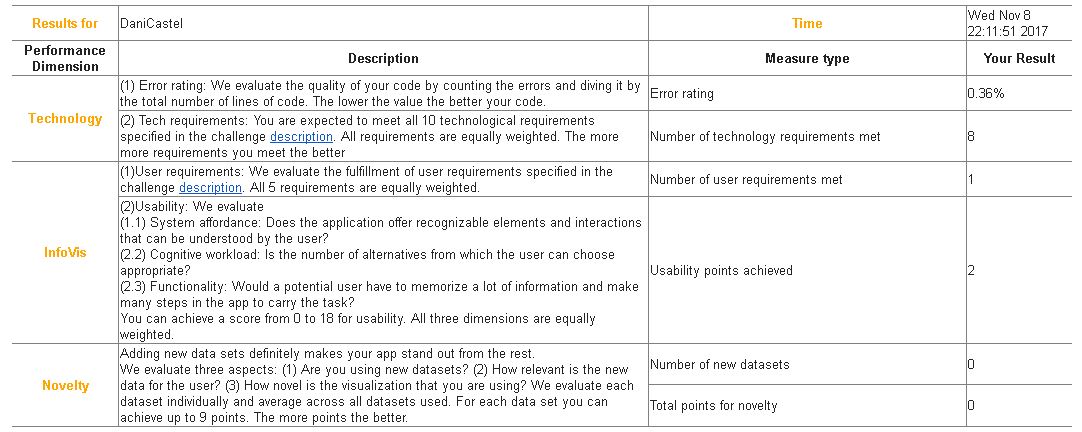 Results for DaniCastel Time Wed Nov 8
22:11:51 2017
Performance
Dimension Description Measure type Your Result
Technology
(1) Error rating: We evaluate the quality of your code by counting the errors and diving it by
the total number of lines of code. The lower the value the better your code.
Error rating 0.36%
(2) Tech requirements: You are expected to meet all 10 technological requirements
specified in the challenge description. All requirements are equally weighted. The more
more requirements you meet the better
Number of technology requirements met 8
InfoVis
(1)User requirements: We evaluate the fulfillment of user requirements specified in the
challenge description. All 5 requirements are equally weighted.
Number of user requirements met 1
(2)Usability: We evaluate
(1.1) System affordance: Does the application offer recognizable elements and interactions
that can be understood by the user?
(2.2) Cognitive workload: Is the number of alternatives from which the user can choose
appropriate?
(2.3) Functionality: Would a potential user have to memorize a lot of information and make
many steps in the app to carry the task?
You can achieve a score from 0 to 18 for usability. All three dimensions are equally
weighted.
Usability points achieved 2
Novelty
Adding new data sets definitely makes your app stand out from the rest.
We evaluate three aspects: (1) Are you using new datasets? (2) How relevant is the new
data for the user? (3) How novel is the visualization that you are using? We evaluate each
dataset individually and average across all datasets used. For each data set you can
achieve up to 9 points. The more points the better.
Number of new datasets 0
Total points for novelty 0